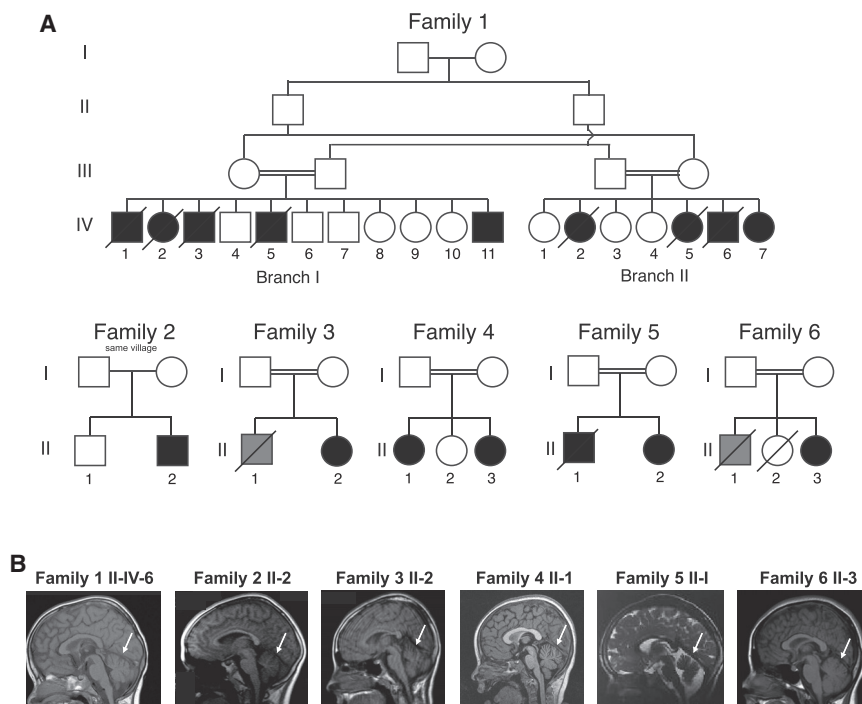 A
Family 1
I
II
III
IV
1 2 3 4 5 6 7 8 9 10 11
1 2 3 4 5 6 7
Branch I
Branch II
Family 2
same village
Family 3
Family 4
Family 5
Family 6
I
I
I
I
I
II
II
II
II
II
1 2
1 2
1 2 3
1 2
1 2 3
B
Family 1 II-IV-6
Family 2 II-2
Family 3 II-2
Family 4 II-1
Family 5 II-I
Family 6 II-3